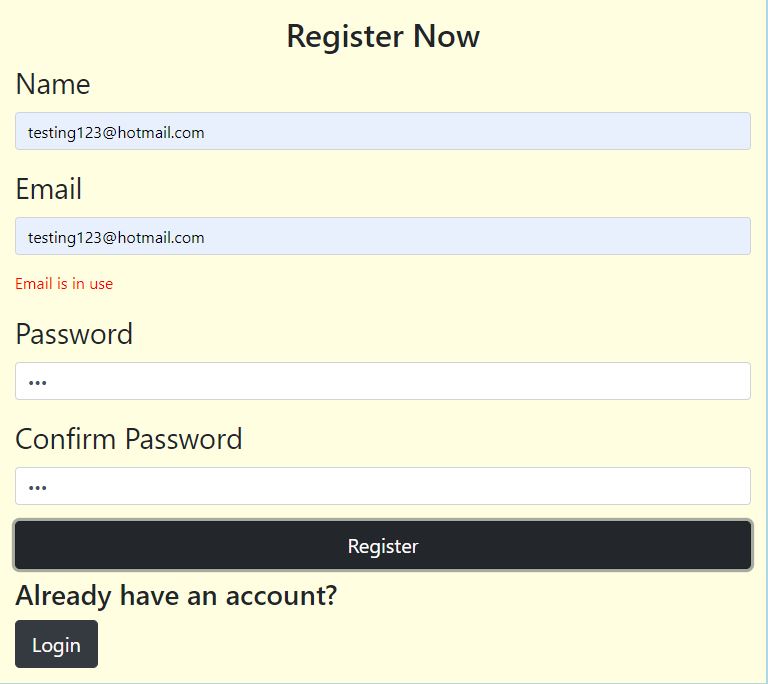 Register Now
Name
testing123@hotmail.com
Email
testing123@hotmail.com
Email is in use
Password
•••
Confirm Password
•••
Register
Already have an account?
Login